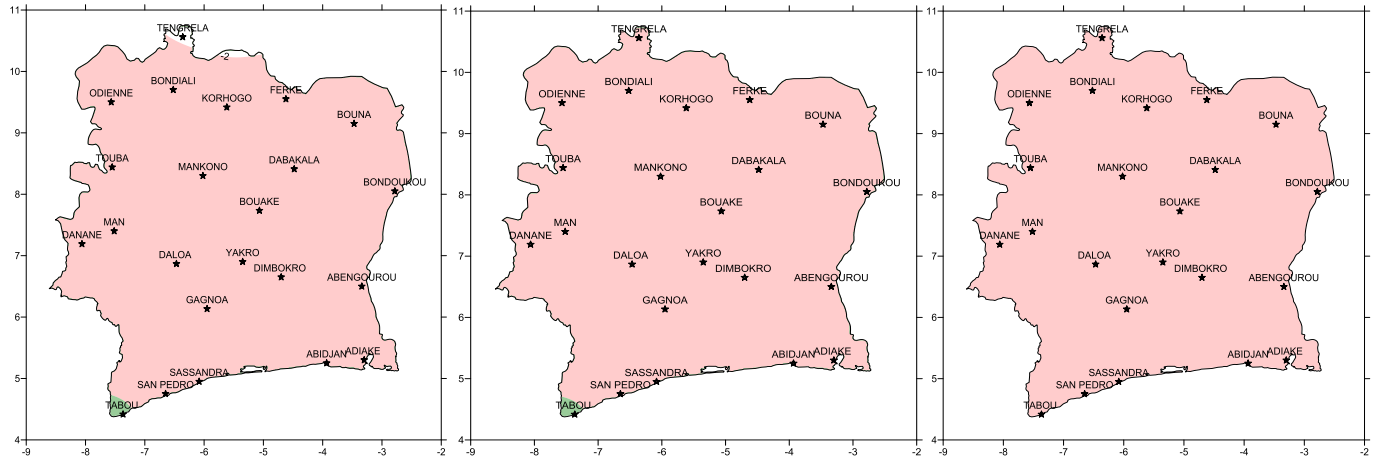 11
TENGRELA
-2
10
BONDIALI
ODIENNE
KORHOGO
FERKE
BOUNA
9
TOUBA
MANKONO
DABAKALA
BONDOUKOU
8
BOUAKE
MAN
DANANE
7
DALOA
YAKRO
DIMBOKRO
ABENGOUROU
GAGNOA
6
ABIDJAN
ADIAKE
SASSANDRA
5
SAN PEDRO
TABOU
4
-9 -8 -7 -6 -5 -4 -3 -2
11
TENGRELA
10
BONDIALI
ODIENNE
KORHOGO
FERKE
BOUNA
9
TOUBA
MANKONO
DABAKALA
BONDOUKOU
8
BOUAKE
MAN
DANANE
7
DALOA
YAKRO
DIMBOKRO
ABENGOUROU
GAGNOA
6
ABIDJAN
ADIAKE
SASSANDRA
5
SAN PEDRO
TABOU
4
-9 -8 -7 -6 -5 -4 -3 -2
11
TENGRELA
10
BONDIALI
ODIENNE
KORHOGO
FERKE
BOUNA
9
TOUBA
MANKONO
DABAKALA
BONDOUKOU
8
BOUAKE
MAN
DANANE
7
DALOA
YAKRO
DIMBOKRO
ABENGOUROU
GAGNOA
6
ABIDJAN
ADIAKE
SASSANDRA
5
SAN PEDRO
TABOU
4
-9 -8 -7 -6 -5 -4 -3 -2